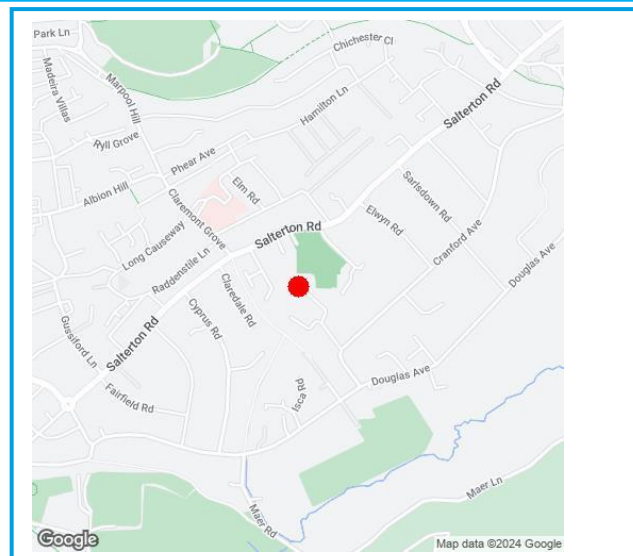 Park Ln
Chichester Cl
Madeira Villas
Marpool Hill
Hamilton Ln
Salterton Rd
Ryll Grove
Phear Ave
Albion Hill
Elm Rd
Claremont Grove
Sarlsdown Rd
Long Causeway
Salterton Rd
Elwyn Rd
Cranford Ave
Raddenstile Ln
Douglas Ave
Claredale Rd
Cyprus Rd
Gussiford Ln
Salterton Rd
Douglas Ave
Isca Rd
Fairfield Rd
Maer Ln
Maer Rd
Google
Map data ©2024 Google